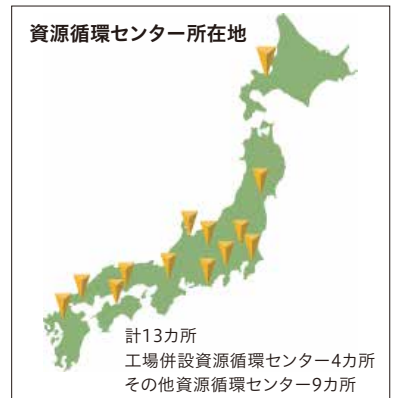 資源循環センター所在地
計13カ所
工場併設資源循環センター4カ所
その他資源循環センター9カ所